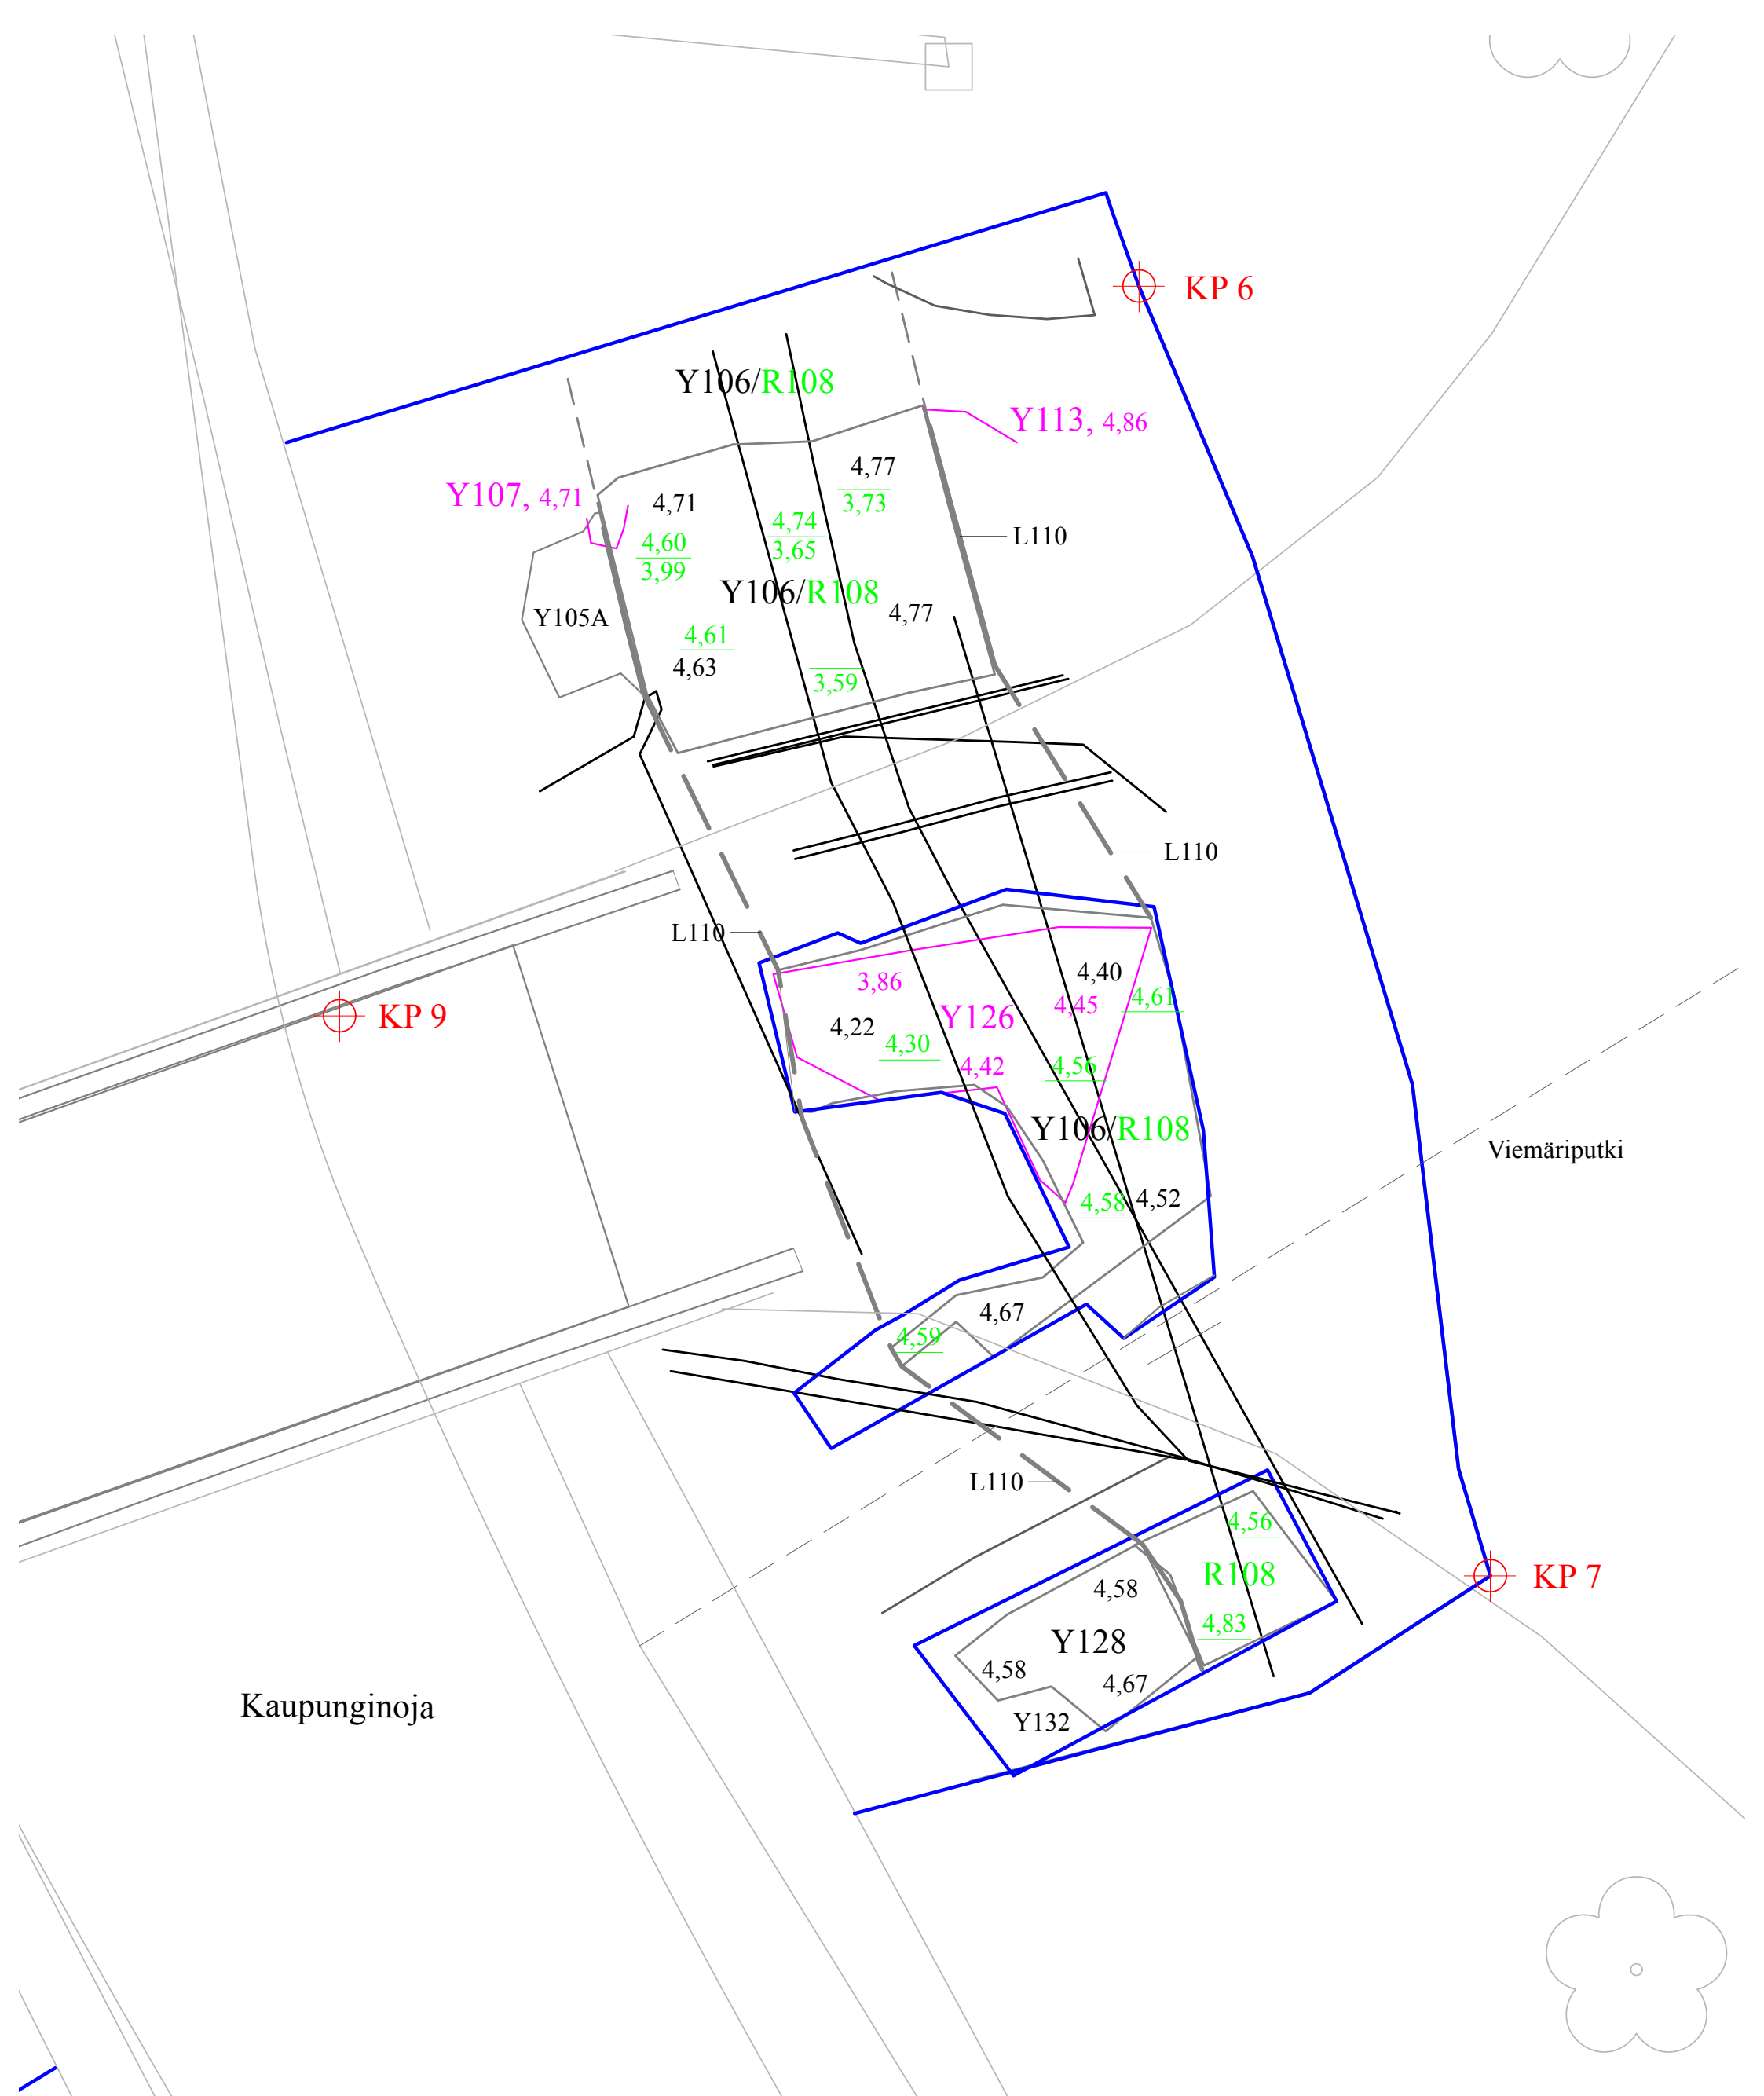 KP 6
Y106/R108
Y113, 4,86
4,77
3,73
Y107, 4,71
4,71
4,74
3,65
L110
4,60
3,99
Y106/R108
4,77
Y105A
4,61
4,63
3,59
L110
L110
3,86
4,40
4,45
4,61
KP 9
4,22
Y126
4,30
4,42
4,56
Y106/R108
Viemäriputki
4,58
4,52
4,67
4,59
L110
4,56
R108
KP 7
4,58
4,83
Y128
4,58
4,67
Y132
Kaupunginoja